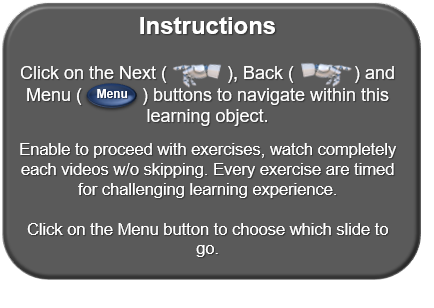 Instructions
Click on the Next ( ), Back ( ) and
Menu ( Menu ) buttons to navigate within this
learning object.
Enable to proceed with exercises, watch completely
each videos w/o skipping. Every exercise are timed
for challenging learning experience.
Click on the Menu button to choose which slide to
go.